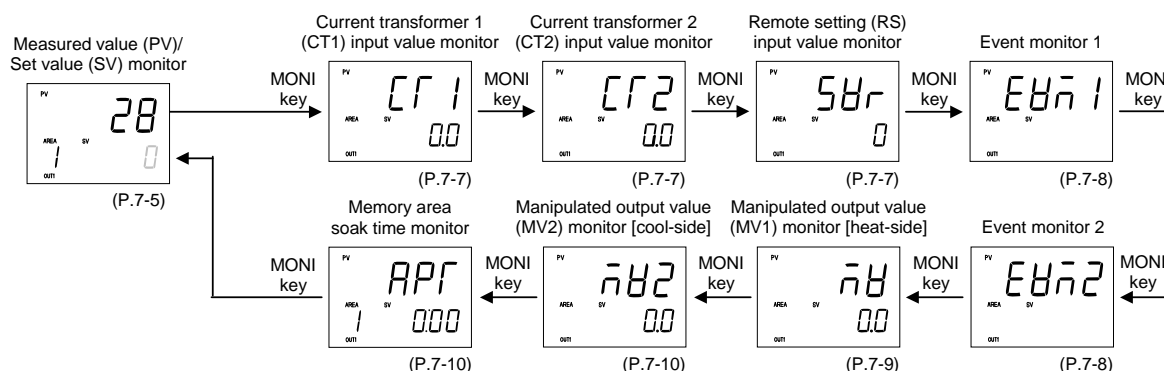 Measured value (PV)/
Set value (SV) monitor
PV
28
AREA SV
1 0
OUT1
(P.7-5)
MONI
key
Current transformer 1
(CT1) input value monitor
PV
CT1
AREA SV
0.0
OUT1
(P.7-7)
MONI
key
Current transformer 2
(CT2) input value monitor
PV
CT2
AREA SV
0.0
OUT1
(P.7-7)
MONI
key
Remote setting (RS)
input value monitor
PV
SVr
AREA SV
0
OUT1
(P.7-7)
MONI
key
Event monitor 1
PV
EVM1
AREA SV
OUT1
(P.7-8)
MONI
key
Event monitor 2
PV
EVM2
AREA SV
OUT1
(P.7-8)
MONI
key
Manipulated output value
(MV1) monitor [heat-side]
PV
MV
AREA SV
0.0
OUT1
(P.7-9)
MONI
key
Manipulated output value
(MV2) monitor [cool-side]
PV
MV2
AREA SV
0.0
OUT1
(P.7-10)
MONI
key
Memory area
soak time monitor
PV
APT
AREA SV
1 0.00
OUT1
(P.7-10)
MONI
key